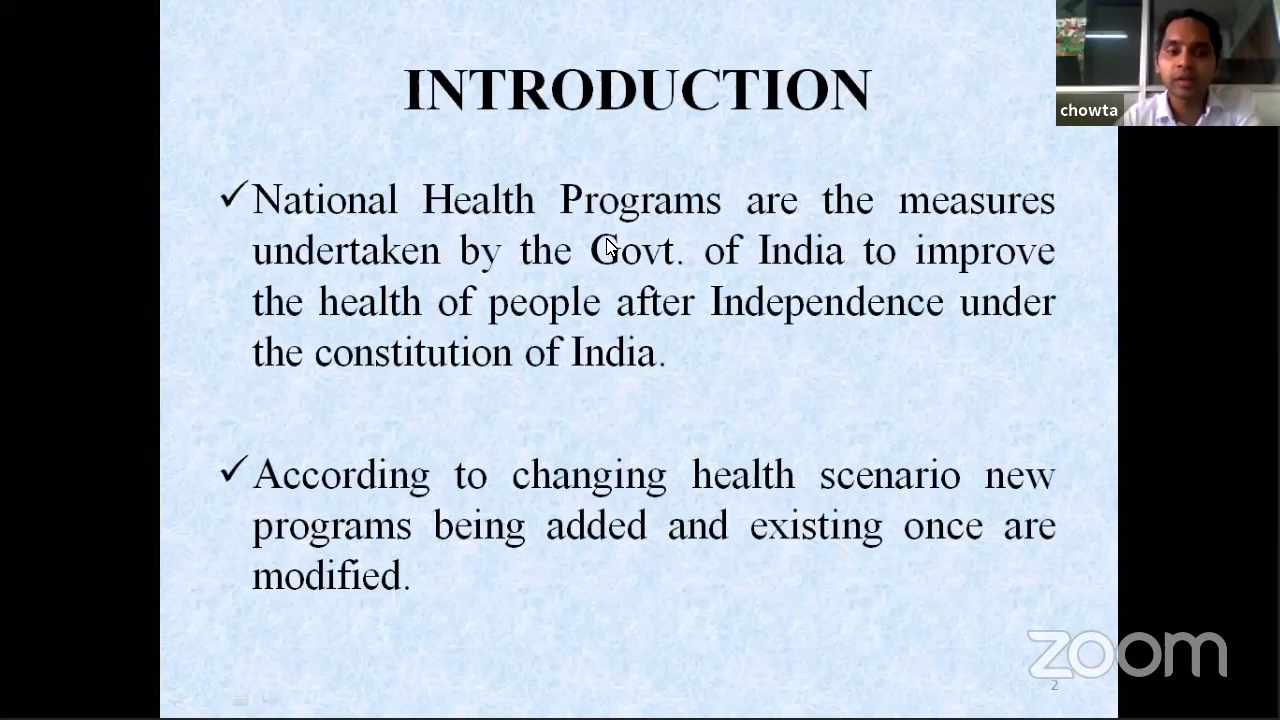 INTRODUCTION
chowta
✓National Health Programs are the measures
undertaken by the Govt. of India to improve
the health of people after Independence under
the constitution of India.
✓According to changing health scenario new
programs being added and existing once are
modified.
zoom
2